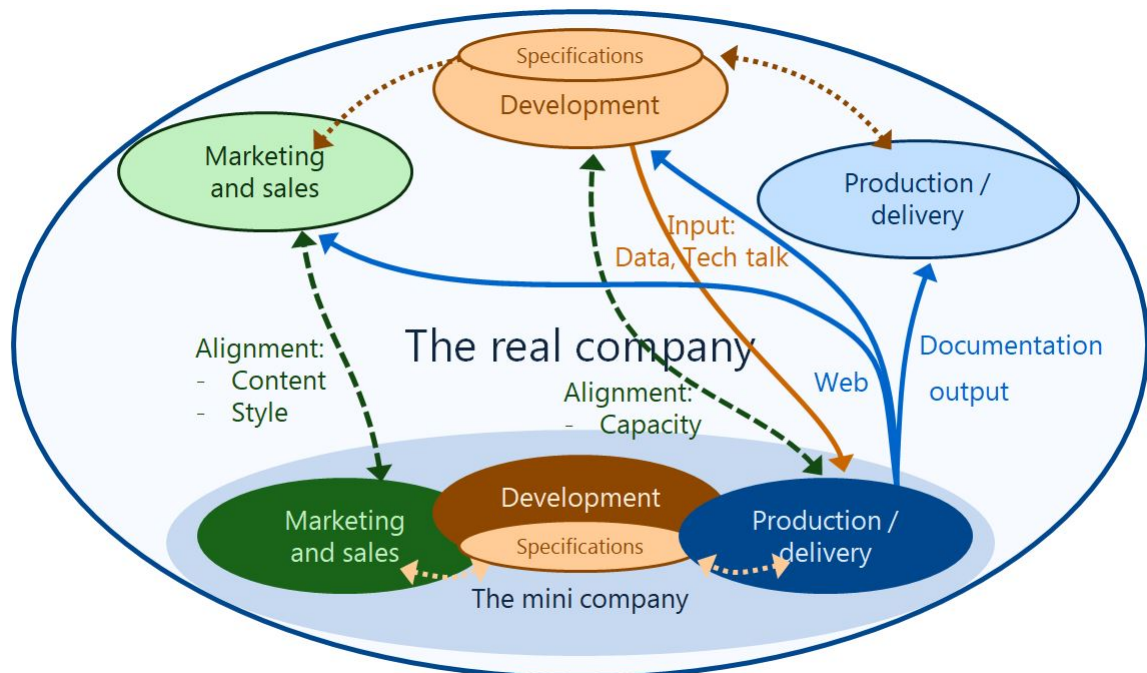 Specifications
Development
Marketing
and sales
Production /
delivery
Input:
Data, Tech talk
The real company
Alignment:
- Content
- Style
Alignment:
- Capacity
Web
Documentation
output
Development
Specifications
Marketing
and sales
Production /
delivery
The mini company